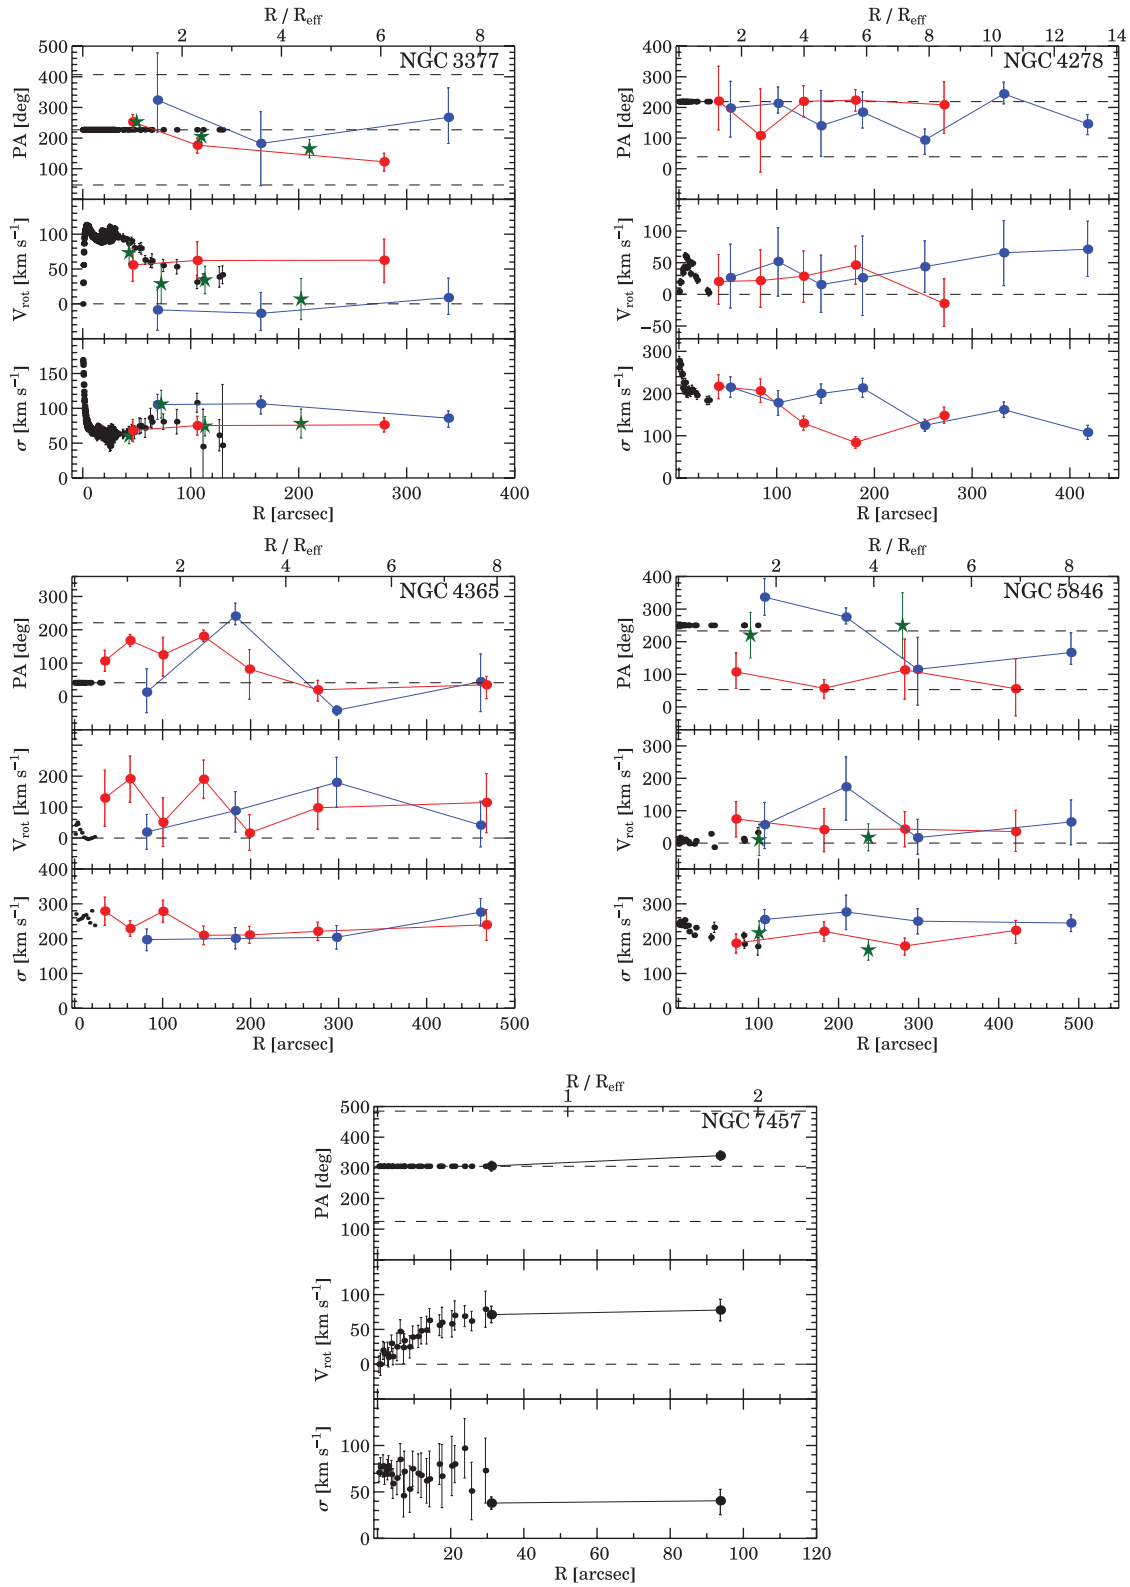 R / R_eff
2 4 6 8
NGC 3377
500
400
300
200
100
PA [deg]
100
50
0
V_rot [km s⁻¹]
150
100
50
0
σ [km s⁻¹]
0 100 200 300 400
R [arcsec]
R / R_eff
2 4 6 8 10 12 14
NGC 4278
400
300
200
100
0
PA [deg]
100
50
0
−50
V_rot [km s⁻¹]
300
200
100
0
σ [km s⁻¹]
100 200 300 400
R [arcsec]
R / R_eff
2 4 6 8
NGC 4365
300
200
100
0
PA [deg]
200
100
0
V_rot [km s⁻¹]
400
300
200
100
0
σ [km s⁻¹]
0 100 200 300 400 500
R [arcsec]
R / R_eff
2 4 6 8
NGC 5846
400
300
200
100
0
PA [deg]
300
200
100
0
V_rot [km s⁻¹]
300
200
100
0
σ [km s⁻¹]
100 200 300 400 500
R [arcsec]
R / R_eff
1 2
NGC 7457
500
400
300
200
100
PA [deg]
100
50
0
V_rot [km s⁻¹]
100
50
0
σ [km s⁻¹]
20 40 60 80 100 120
R [arcsec]